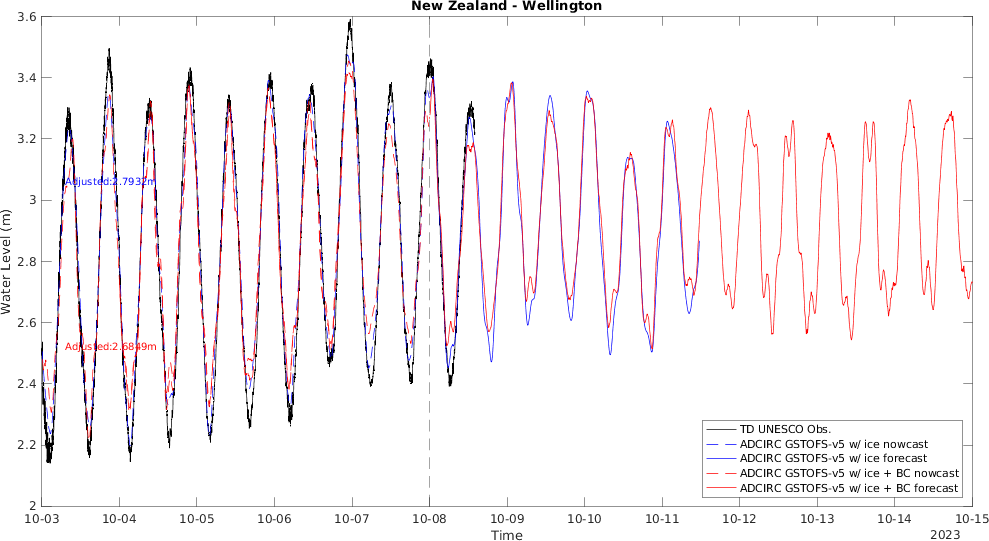 New Zealand - Wellington
3.6
3.4
3.2
3
2.8
2.6
2.4
2.2
2
Water Level (m)
Adjusted:2.7932m
Adjusted:2.6849m
TD UNESCO Obs.
ADCIRC GSTOFS-v5 w/ ice nowcast
ADCIRC GSTOFS-v5 w/ ice forecast
ADCIRC GSTOFS-v5 w/ ice + BC nowcast
ADCIRC GSTOFS-v5 w/ ice + BC forecast
10-03 10-04 10-05 10-06 10-07 10-08 10-09 10-10 10-11 10-12 10-13 10-14 10-15
Time
2023